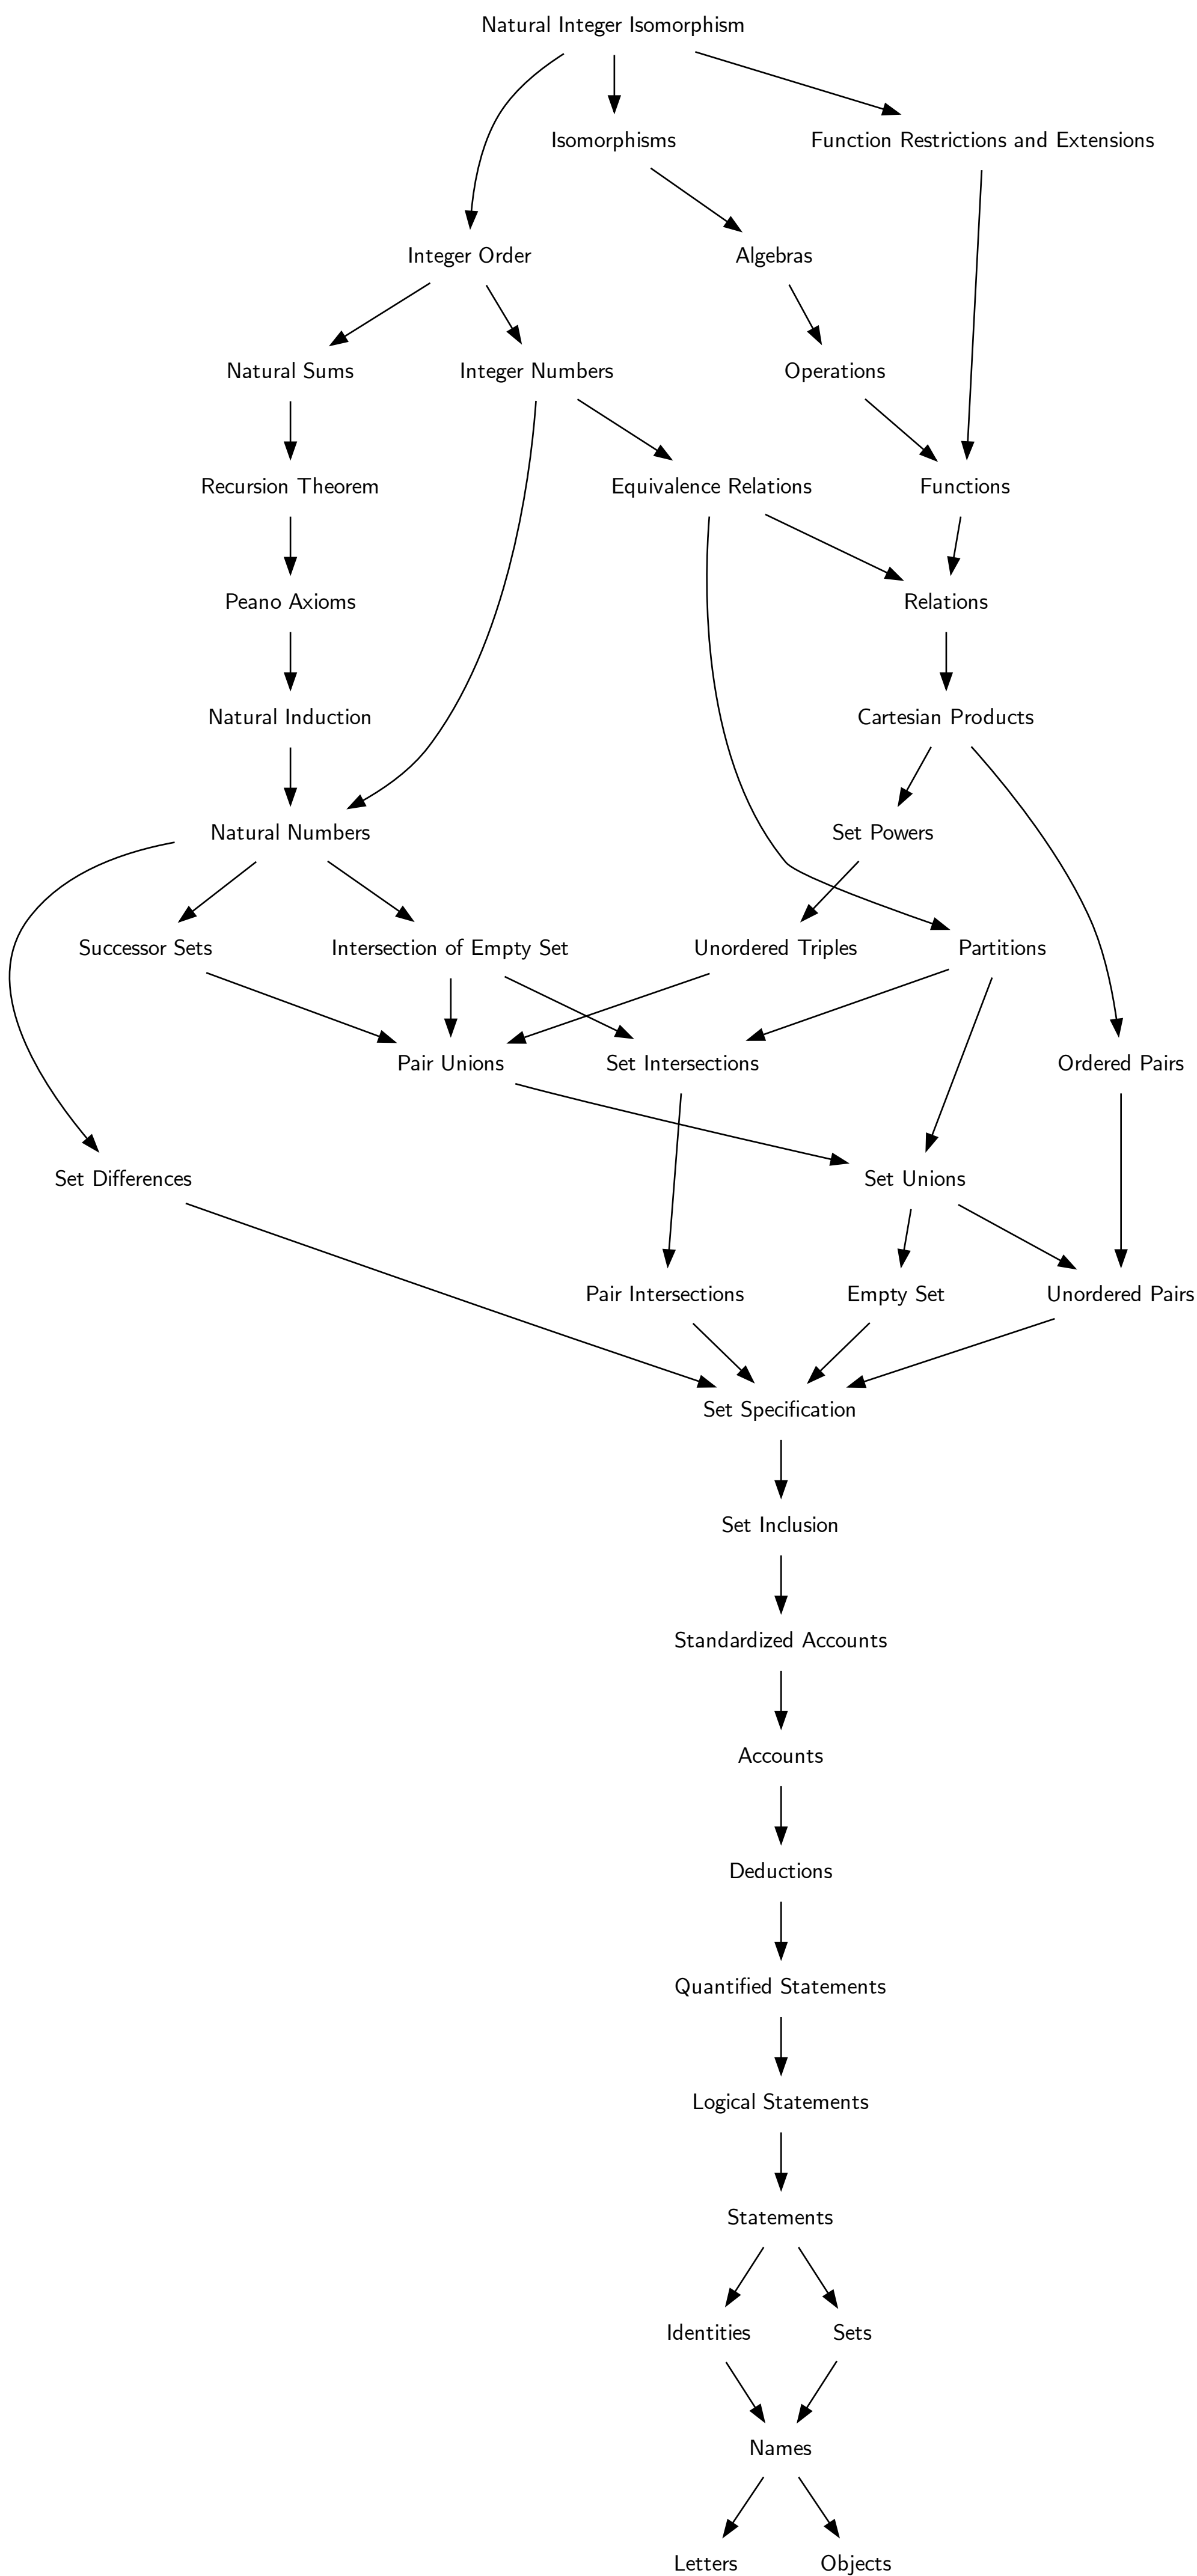 Natural Integer Isomorphism
Isomorphisms
Function Restrictions and Extensions
Integer Order
Algebras
Natural Sums
Integer Numbers
Operations
Recursion Theorem
Equivalence Relations
Functions
Peano Axioms
Relations
Natural Induction
Cartesian Products
Natural Numbers
Set Powers
Successor Sets
Intersection of Empty Set
Unordered Triples
Partitions
Pair Unions
Set Intersections
Ordered Pairs
Set Differences
Set Unions
Pair Intersections
Empty Set
Unordered Pairs
Set Specification
Set Inclusion
Standardized Accounts
Accounts
Deductions
Quantified Statements
Logical Statements
Statements
Identities
Sets
Names
Letters
Objects